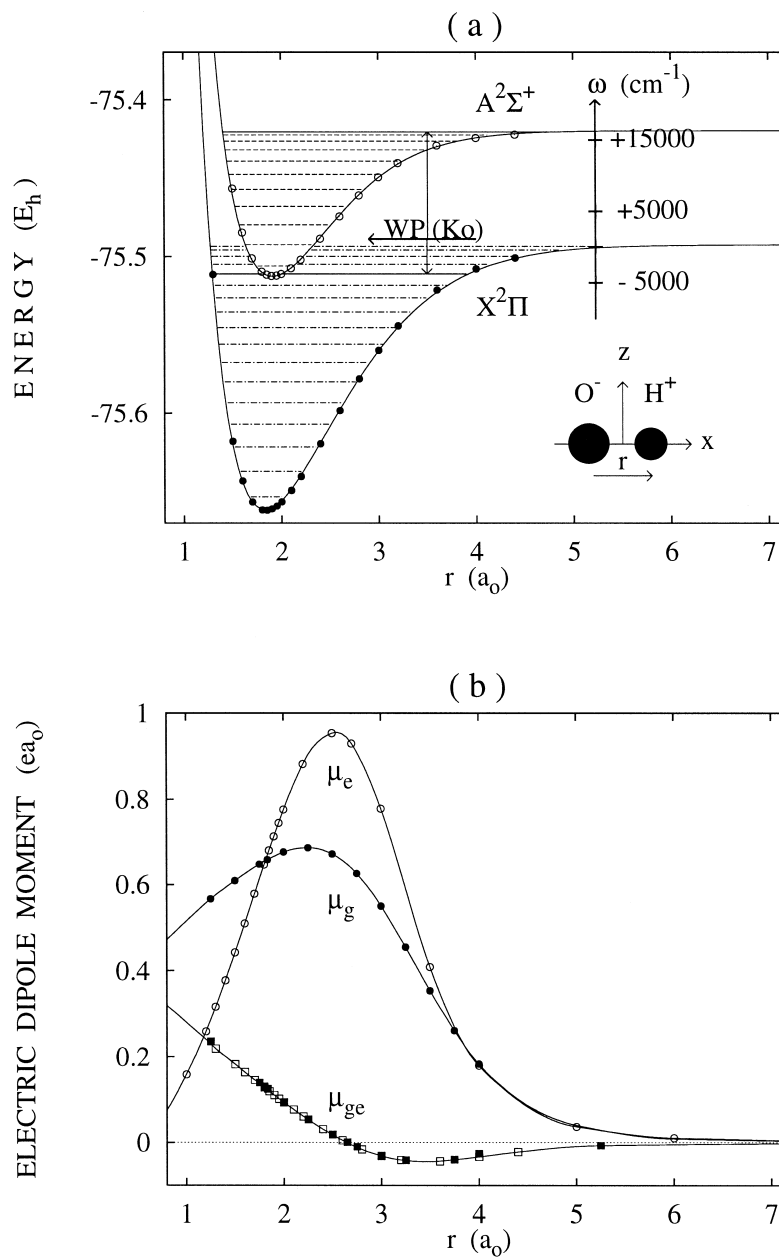 ( a )
ω (cm⁻¹)
A²Σ⁺
-75.4
+15000
+5000
WP (Ko)
-75.5
- 5000
X²Π
z
O⁻ H⁺
-75.6
x
r
ENERGY (Eₕ)
1 2 3 4 5 6 7
r (aₒ)
( b )
1
μₑ
0.8
0.6
μg
0.4
0.2
μge
0
ELECTRIC DIPOLE MOMENT (eaₒ)
1 2 3 4 5 6 7
r (aₒ)